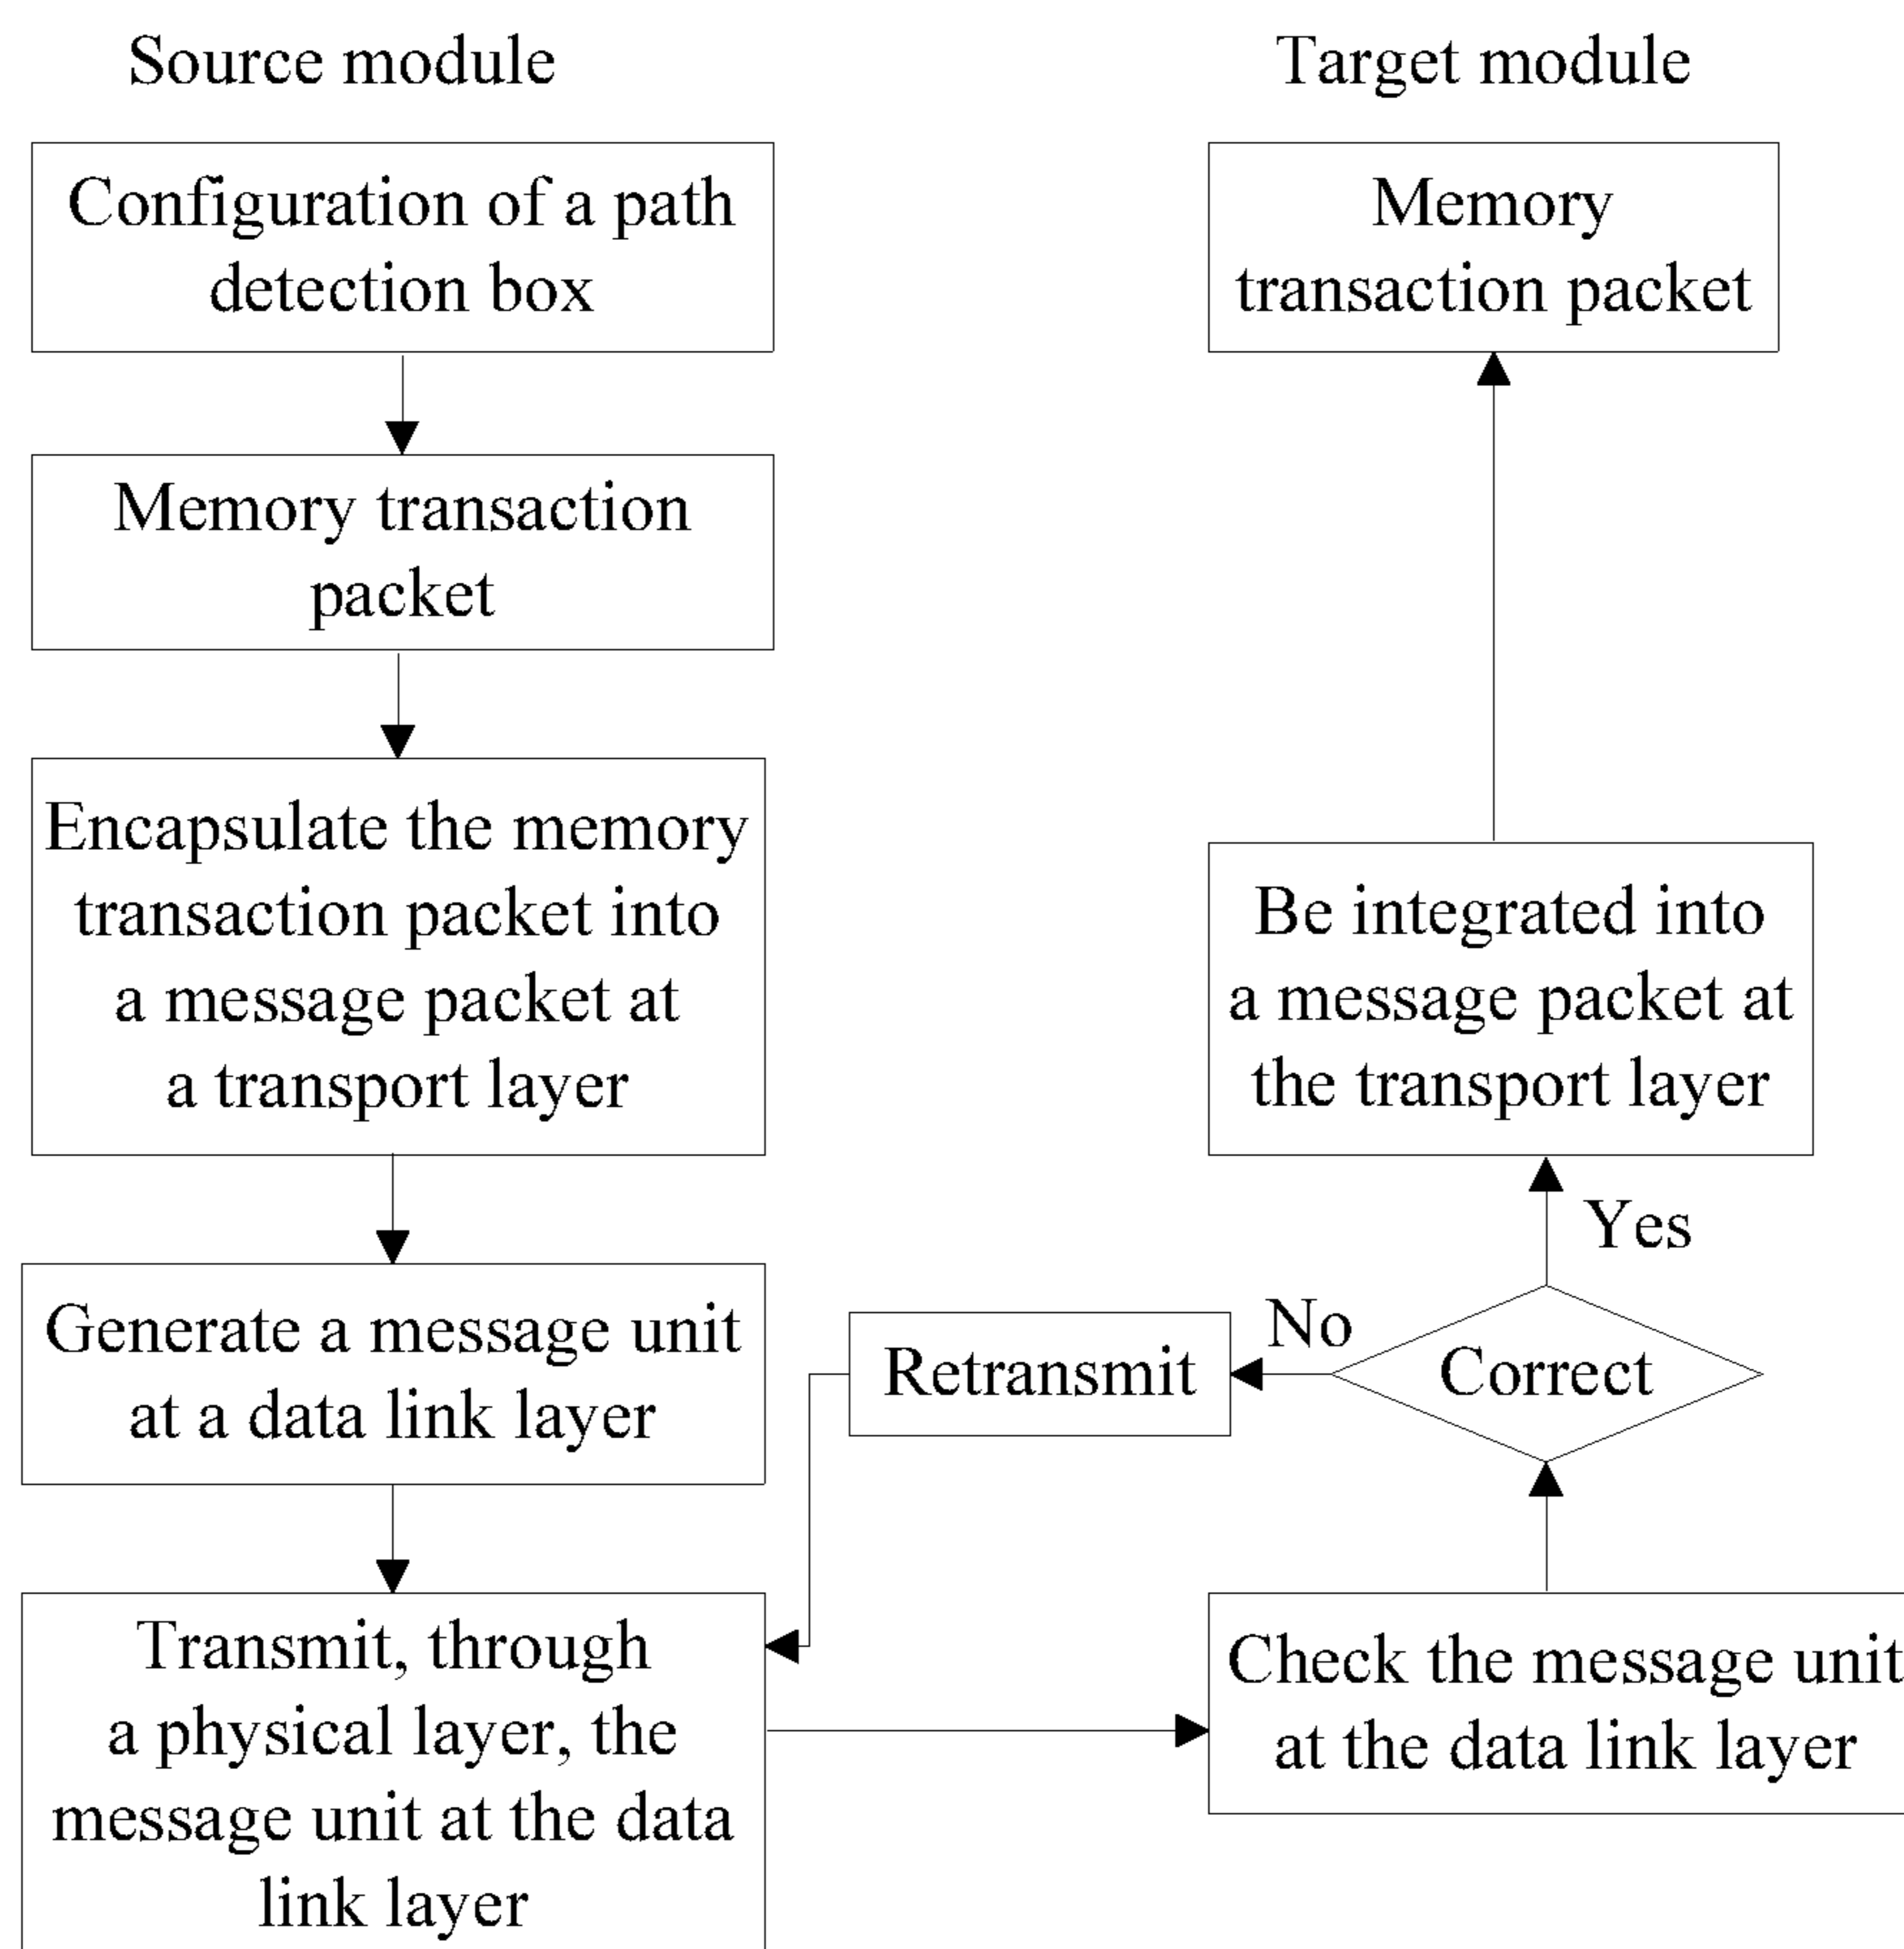 Source module
Configuration of a path
detection box
Memory transaction
packet
Encapsulate the memory
transaction packet into
a message packet at
a transport layer
Generate a message unit
at a data link layer
Transmit, through
a physical layer, the
message unit at the data
link layer
Target module
Memory
transaction packet
Be integrated into
a message packet at
the transport layer
Yes
No
Retransmit
Correct
Check the message unit
at the data link layer